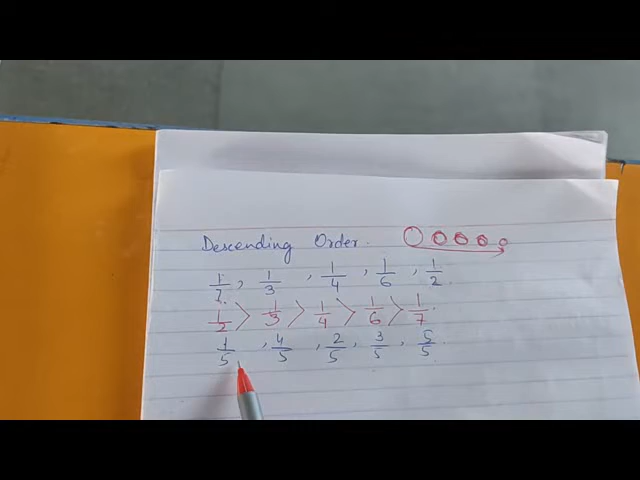 Descending Order.
1/7, 1/3, 1/4, 1/6, 1/2.
1/2 > 1/3 > 1/4 > 1/6 > 1/7.
1/5, 4/5, 2/5, 3/5, 5/5.